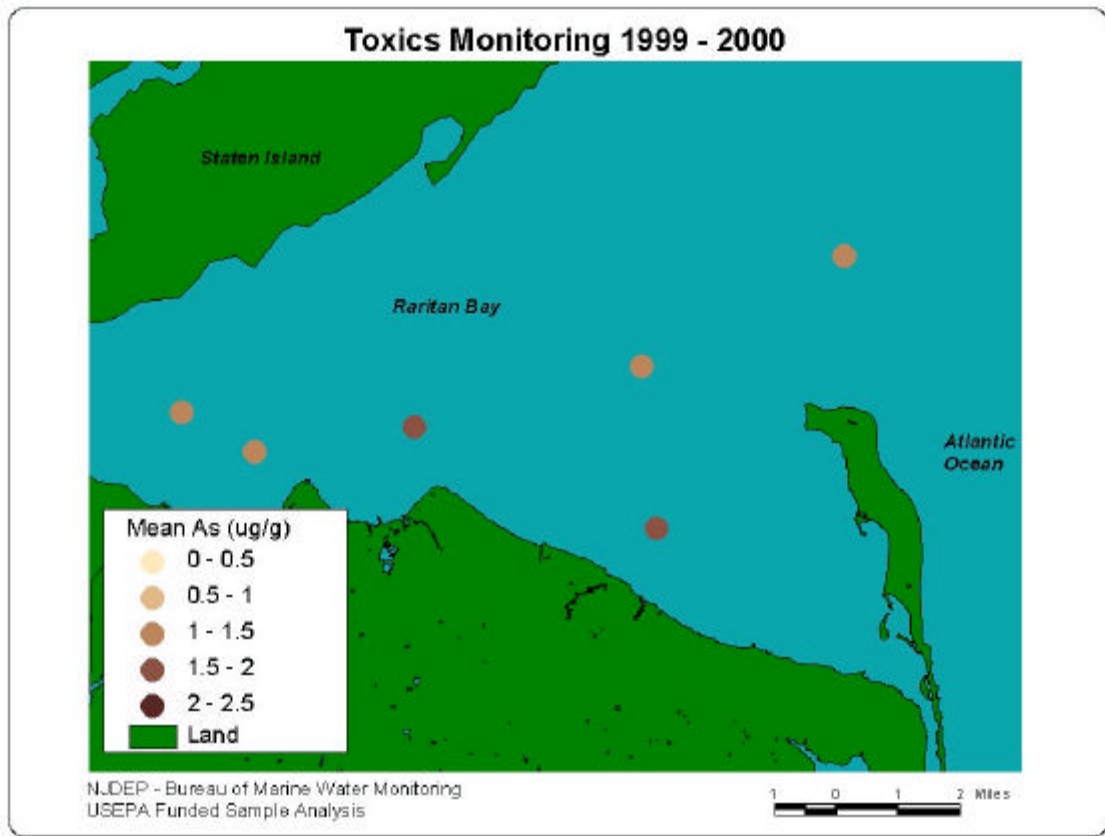 Toxics Monitoring 1999 - 2000
Staten Island
Raritan Bay
Atlantic
Ocean
Mean As (ug/g)
0 - 0.5
0.5 - 1
1 - 1.5
1.5 - 2
2 - 2.5
Land
NJDEP - Bureau of Marine Water Monitoring
USEPA Funded Sample Analysis
1 0 1 2 Miles